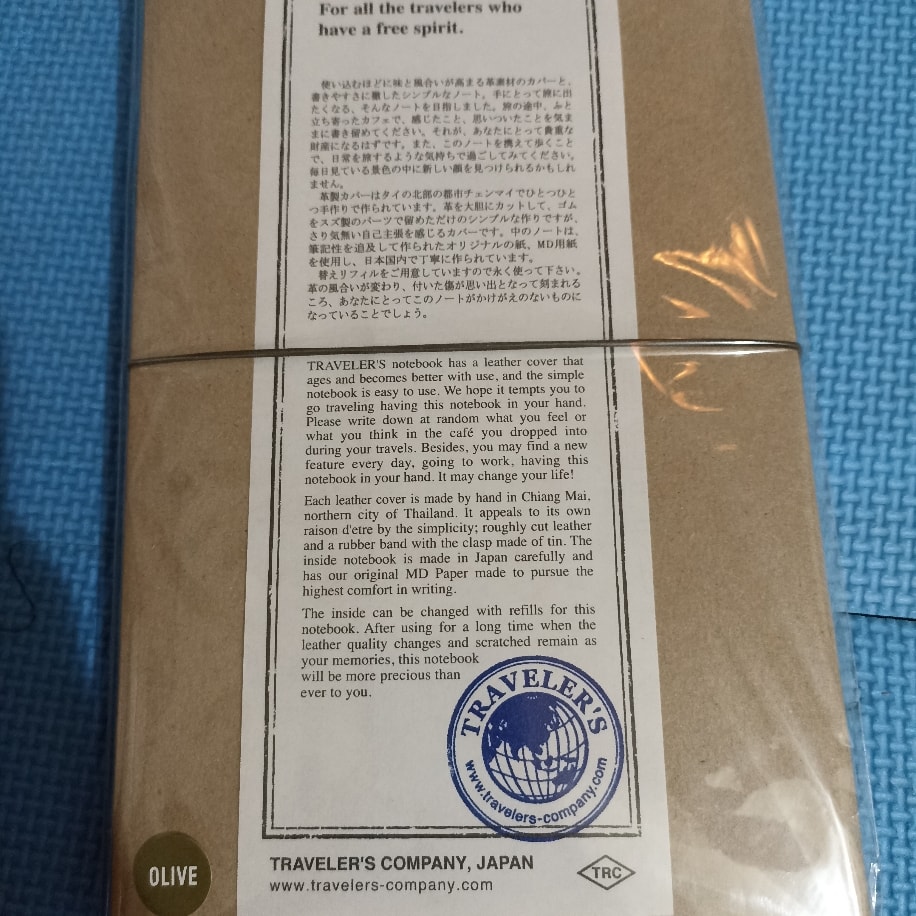 For all the travelers who
have a free spirit.
使い込むほどに味と風合いが高まる革素材のカバーと、
書きやすさに徹したシンプルなノート。手にとって旅に出
たくなる、そんなノートを目指しました。旅の途中、ふと
立ち寄ったカフェで、感じたこと、思いついたことを気ま
まに書き留めてください。それが、あなたにとって貴重な
財産になるはずです。また、このノートを携えて歩くこと
で、日常を旅するような気持ちで過ごしてみてください。
毎日見ている景色の中に新しい顔を見つけられるかもしれ
ません。
革製カバーはタイの北部の都市チェンマイでひとつひと
つ手作りで作られています。革を大胆にカットして、ゴム
をスズ製のパーツで留めただけのシンプルな作りですが、
さり気無い自己主張を感じるカバーです。中のノートは、
筆記性を追及して作られたオリジナルの紙、MD用紙
を使用し、日本国内で丁寧に作られています。
替えリフィルをご用意していますので永く使って下さい。
革の風合いが変わり、付いた傷が思い出となって刻まれる
ころ、あなたにとってこのノートがかけがえのないものに
なっていることでしょう。
TRAVELER'S notebook has a leather cover that
ages and becomes better with use, and the simple
notebook is easy to use. We hope it tempts you to
go traveling having this notebook in your hand.
Please write down at random what you feel or
what you think in the café you dropped into
during your travels. Besides, you may find a new
feature every day, going to work, having this
notebook in your hand. It may change your life!
Each leather cover is made by hand in Chiang Mai,
northern city of Thailand. It appeals to its own
raison d'etre by the simplicity; roughly cut leather
and a rubber band with the clasp made of tin. The
inside notebook is made in Japan carefully and
has our original MD Paper made to pursue the
highest comfort in writing.
The inside can be changed with refills for this
notebook. After using for a long time when the
leather quality changes and scratched remain as
your memories, this notebook
will be more precious than
ever to you.
TRAVELER'S
www.travelers-company.com
OLIVE
TRAVELER'S COMPANY, JAPAN
www.travelers-company.com
TRC